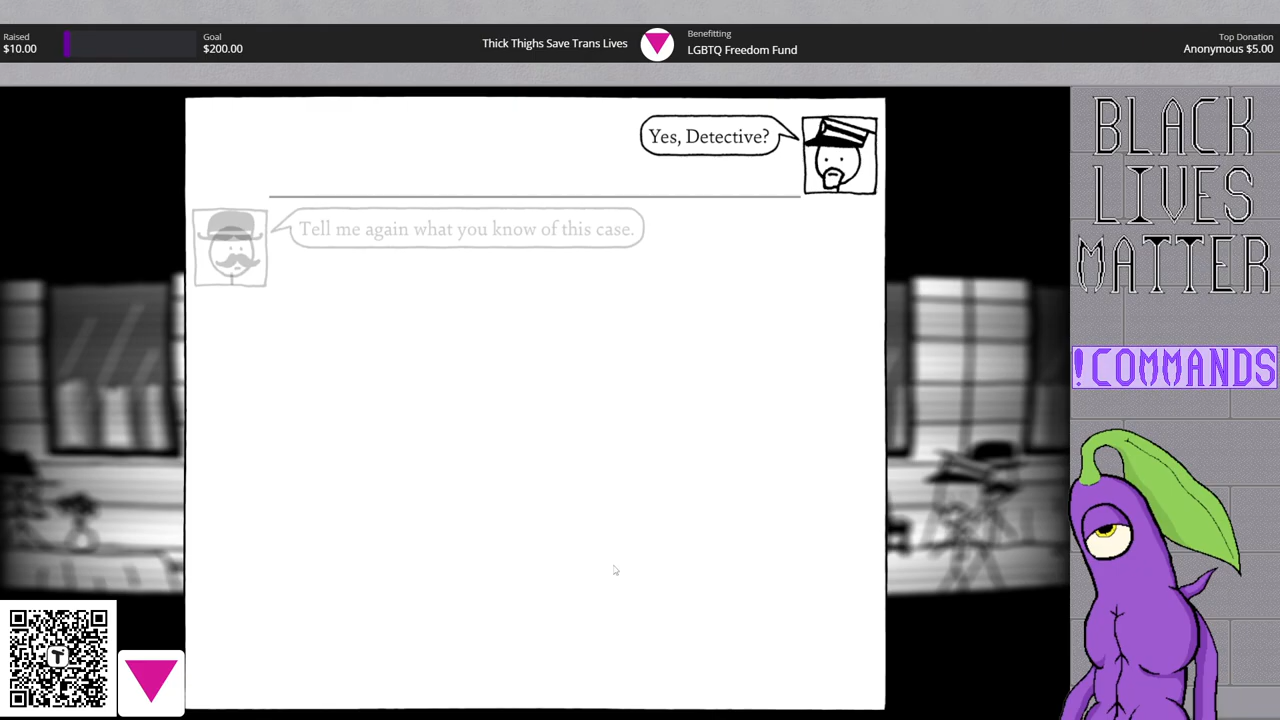 Raised
$10.00
Goal
$200.00
Thick Thighs Save Trans Lives
Benefitting
LGBTQ Freedom Fund
Top Donation
Anonymous $5.00
Yes, Detective?
Tell me again what you know of this case.
BLACK
LIVES
MATTER
!COMMANDS
T